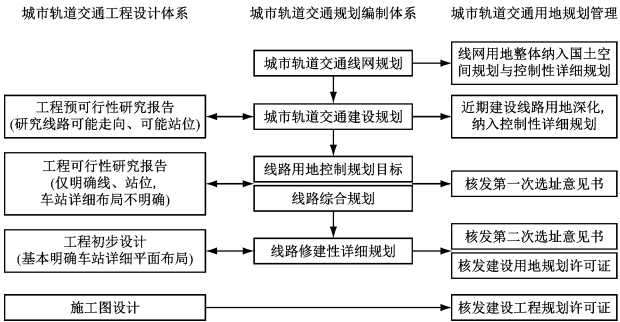 城市轨道交通工程设计体系
城市轨道交通规划编制体系
城市轨道交通用地规划管理
城市轨道交通线网规划
线网用地整体纳入国土空
间规划与控制性详细规划
工程预可行性研究报告
(研究线路可能走向、可能站位)
城市轨道交通建设规划
近期建设线路用地深化,
纳入控制性详细规划
工程可行性研究报告
(仅明确线、站位,
车站详细布局不明确)
线路用地控制规划目标
线路综合规划
核发第一次选址意见书
工程初步设计
(基本明确车站详细平面布局)
线路修建性详细规划
核发第二次选址意见书
核发建设用地规划许可证
施工图设计
核发建设工程规划许可证